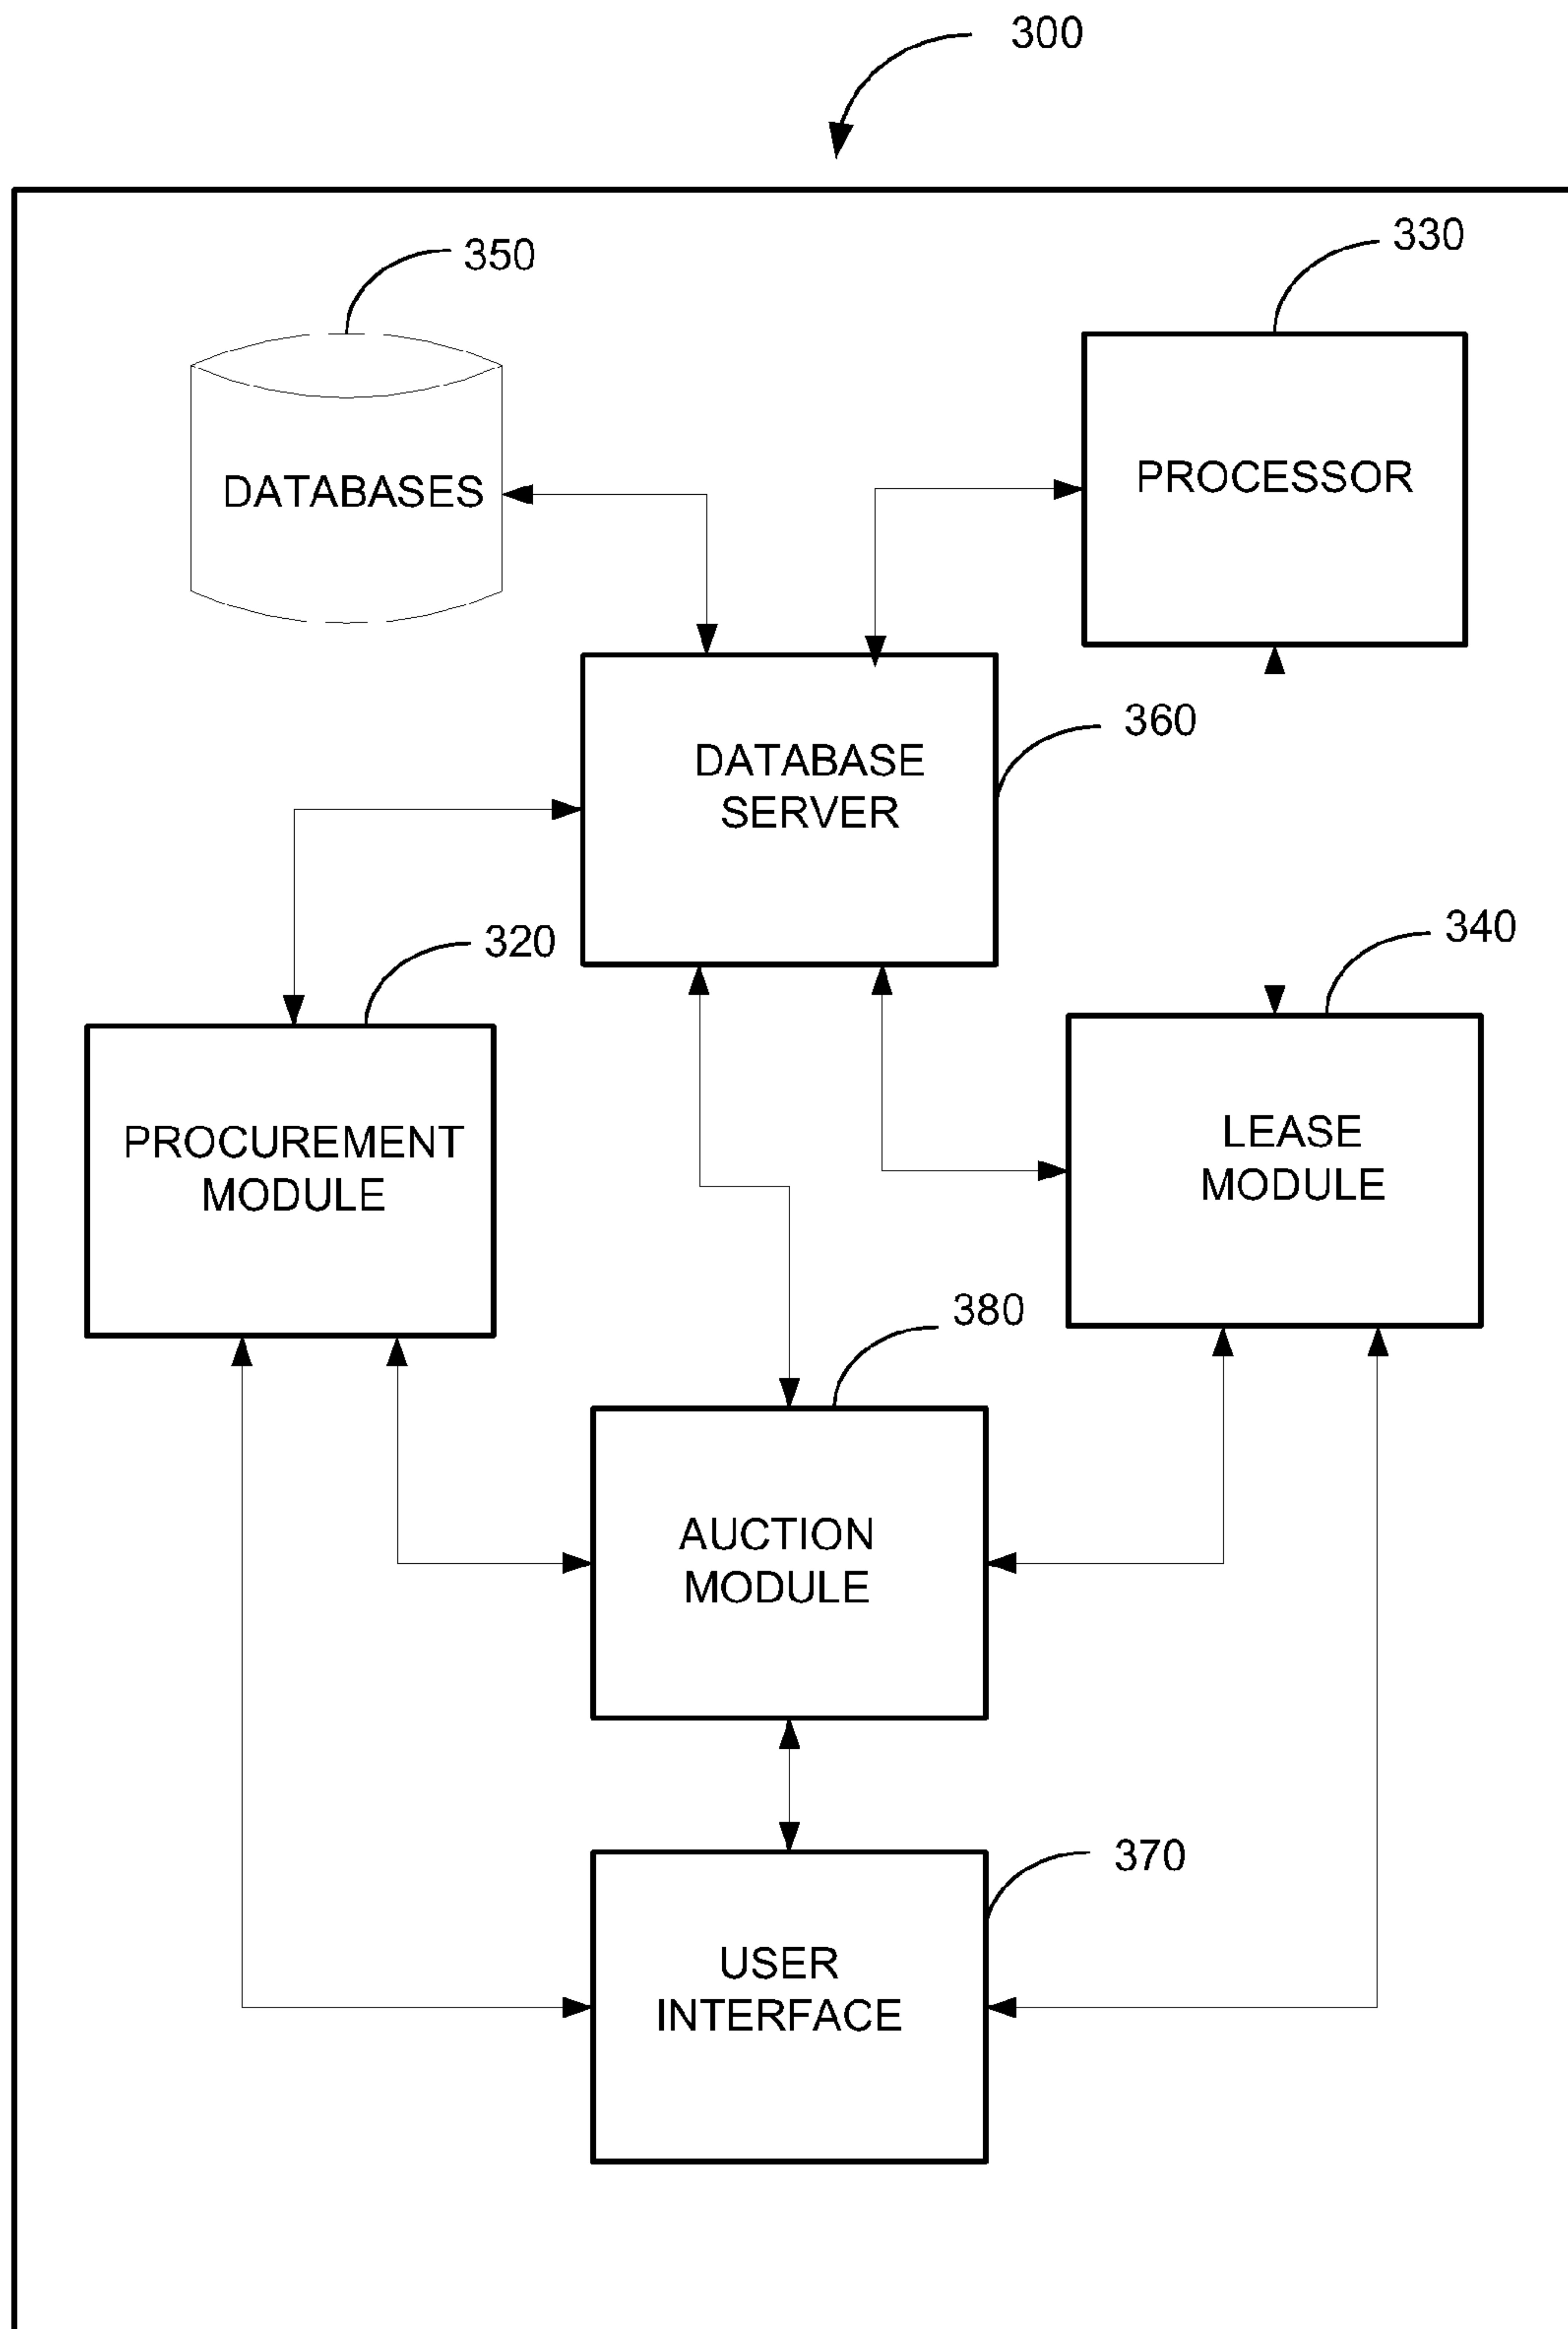 300
350
330
DATABASES
PROCESSOR
360
DATABASE
SERVER
320
340
PROCUREMENT
MODULE
LEASE
MODULE
380
AUCTION
MODULE
370
USER
INTERFACE